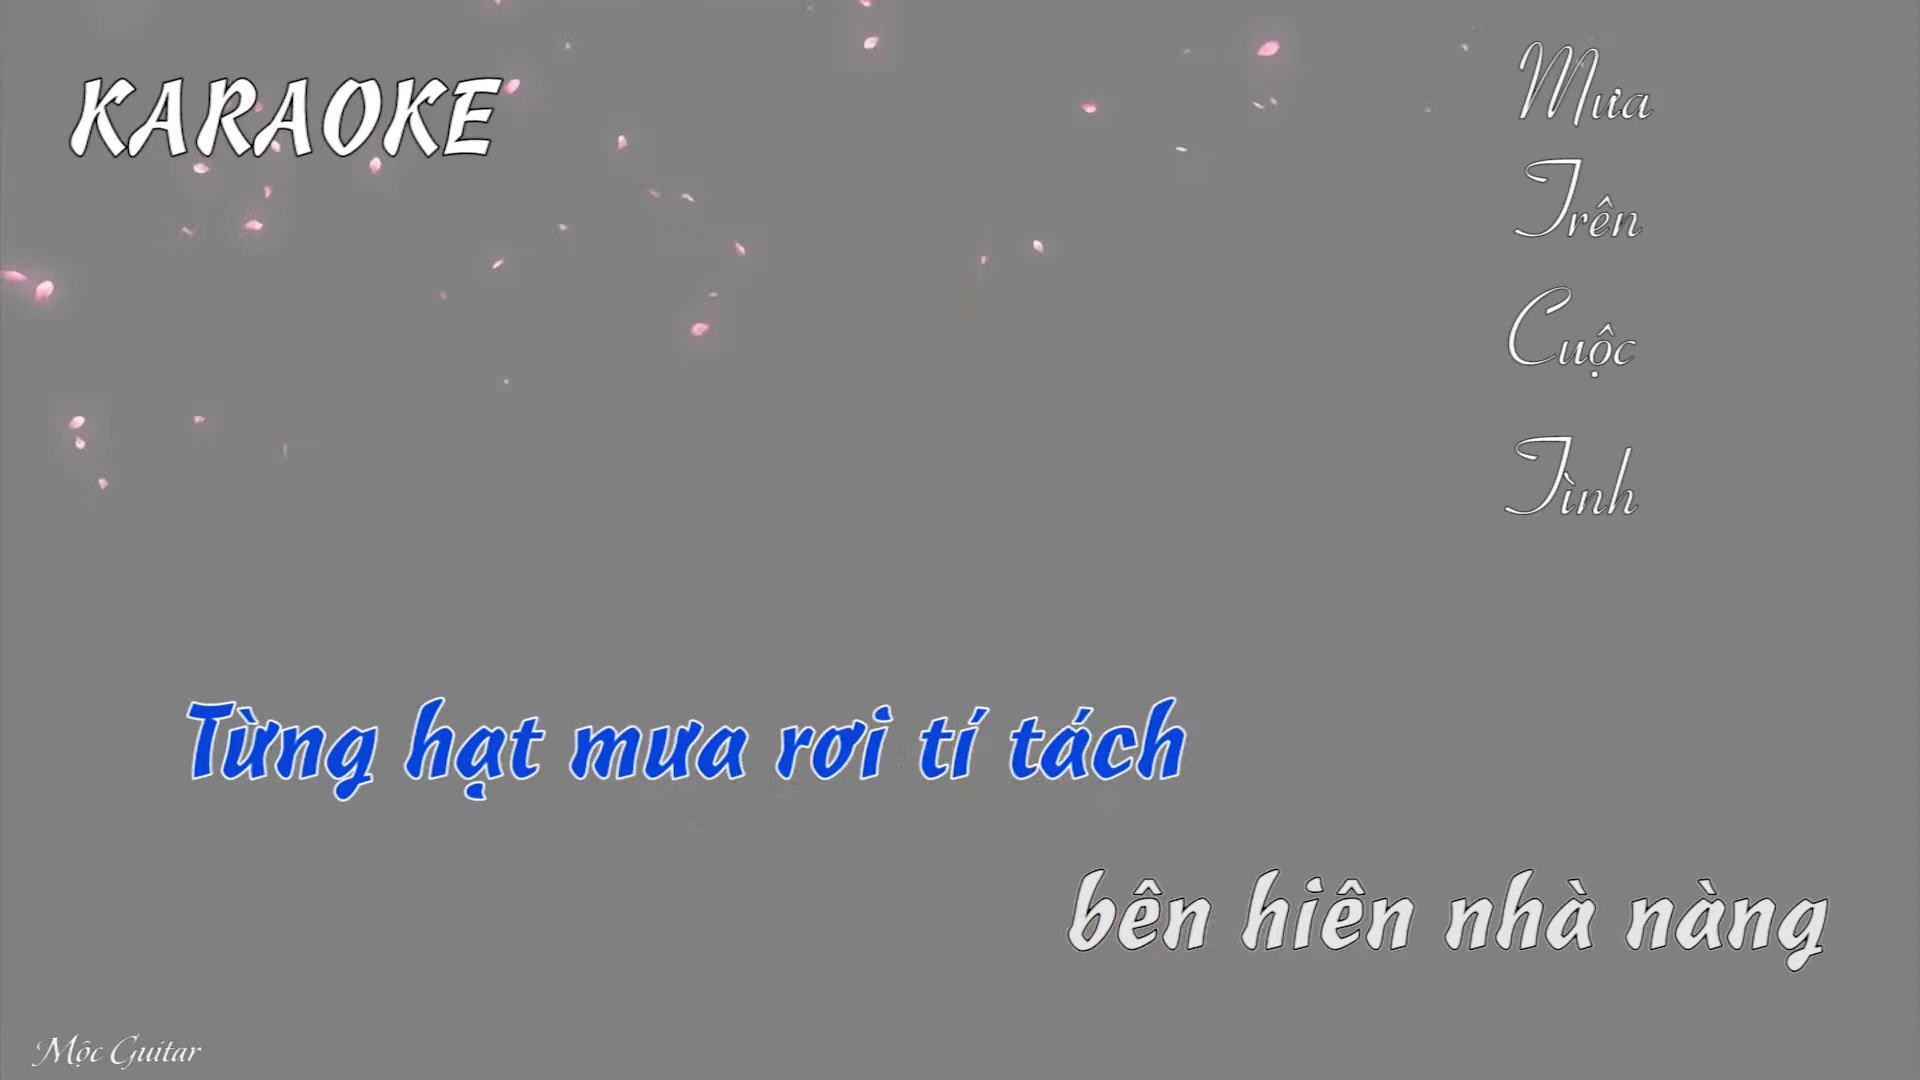 KARAOKE
Mưa
Trên
Cuộc
Tình
Từng hạt mưa rơi tí tách
bên hiên nhà nàng
Mộc Guitar